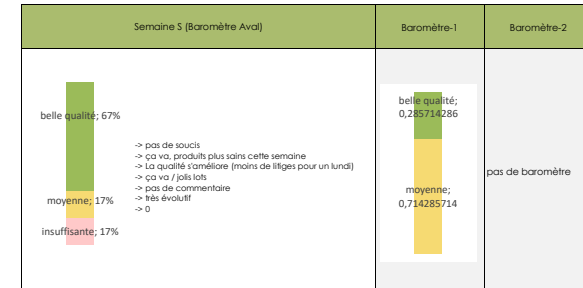 Semaine S (Baromètre Aval)
Baromètre-1
Baromètre-2
belle qualité; 67%
moyenne; 17%
insuffisante; 17%
-> pas de soucis
-> ça va, produits plus sains cette semaine
-> La qualité s'améliore (moins de litiges pour un lundi)
-> ça va / jolis lots
-> pas de commentaire
-> très évolutif
-> 0
belle qualité;
0,285714286
moyenne;
0,714285714
pas de baromètre